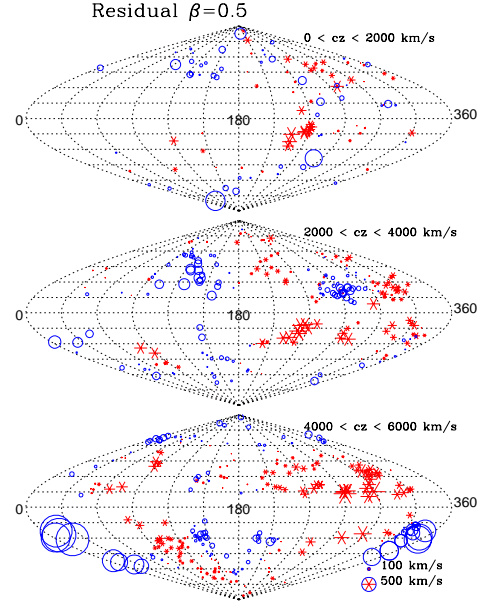 Residual β=0.5
0 < cz < 2000 km/s
0
180
360
2000 < cz < 4000 km/s
0
180
360
4000 < cz < 6000 km/s
0
180
360
100 km/s
500 km/s